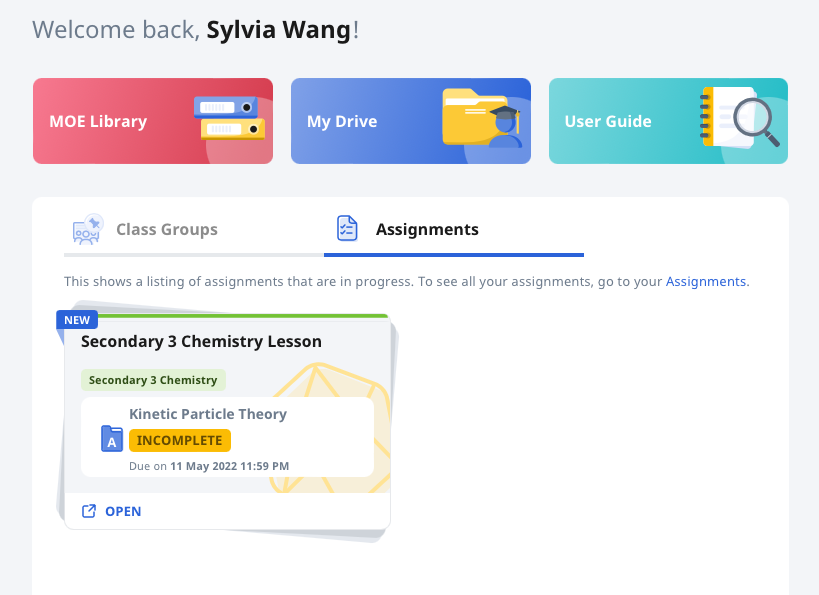 Welcome back, Sylvia Wang!
MOE Library
My Drive
User Guide
Class Groups
Assignments
This shows a listing of assignments that are in progress. To see all your assignments, go to your Assignments.
NEW
Secondary 3 Chemistry Lesson
Secondary 3 Chemistry
Kinetic Particle Theory
A
INCOMPLETE
Due on 11 May 2022 11:59 PM
OPEN